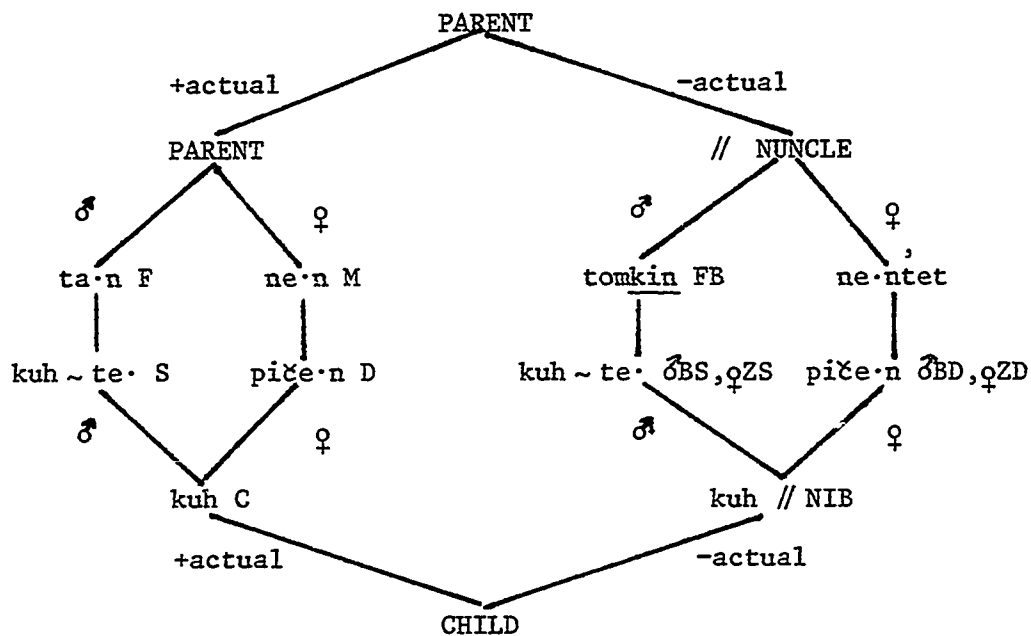 PARENT
+actual -actual
PARENT // NUNCLE
♂ ♀ ♂ ♀
ta·n F ne·n M tomkin FB ne·ntet
kuh ~ te· S piče·n D kuh ~ te· ♂BS,♀ZS piče·n ♂BD,♀ZD
♂ ♀ ♂ ♀
kuh C kuh // NIB
+actual -actual
CHILD